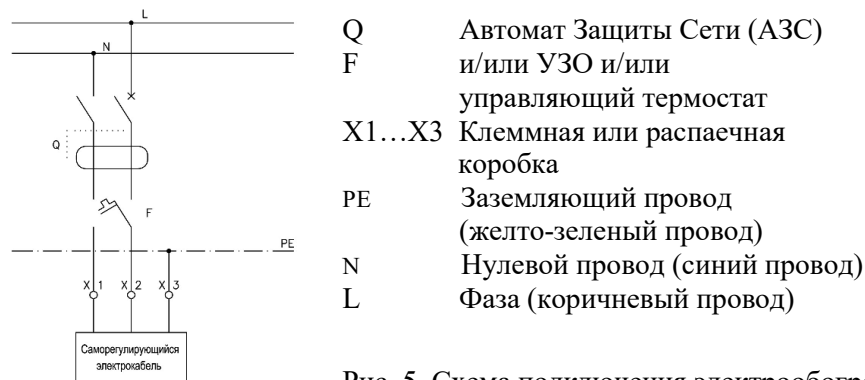 L
N
Q
F
PE
X 1 X 2 X 3
Саморегулирующийся
электрокабель
Q Автомат Защиты Сети (АЗС)
F и/или УЗО и/или
управляющий термостат
X1…X3 Клеммная или распаечная
коробка
PE Заземляющий провод
(желто-зеленый провод)
N Нулевой провод (синий провод)
L Фаза (коричневый провод)
Рис. 5. Схема подключения